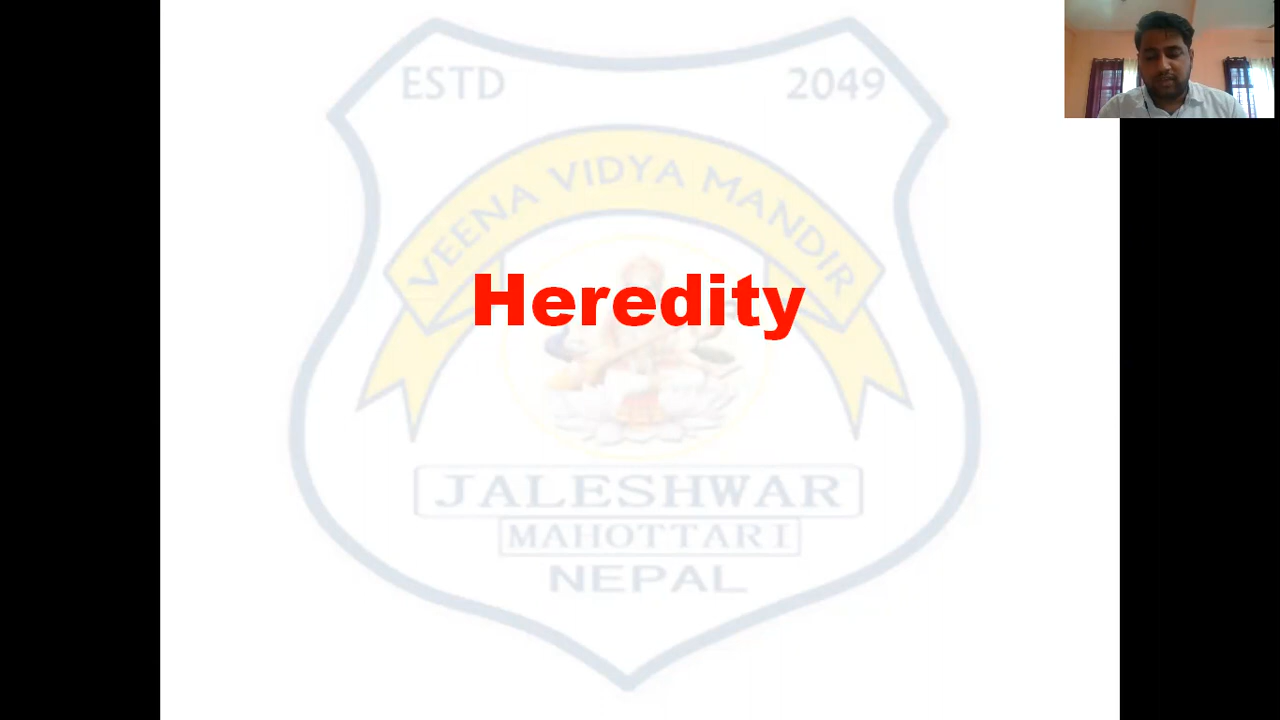 ESTD 2049
VEENA VIDYA MANDIR
Heredity
JALESHWAR
MAHOTTARI
NEPAL